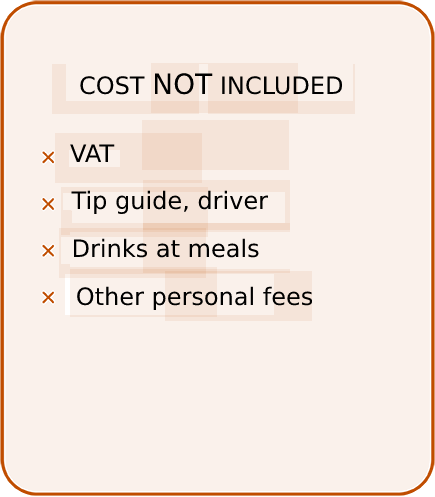 COST NOT INCLUDED
× VAT
× Tip guide, driver
× Drinks at meals
× Other personal fees